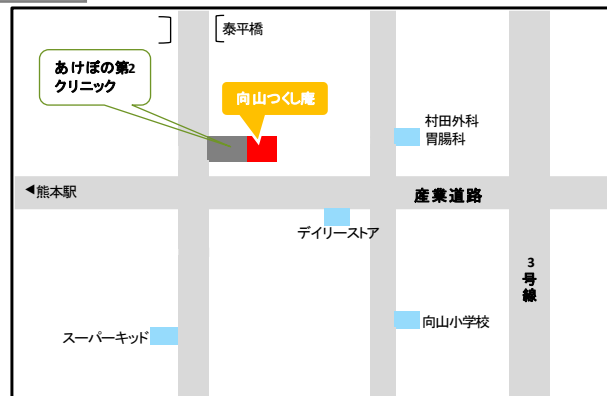 泰平橋
あけぼの第2
クリニック
向山つくし庵
村田外科
胃腸科
◀熊本駅
産業道路
デイリーストア
3号線
向山小学校
スーパーキッド